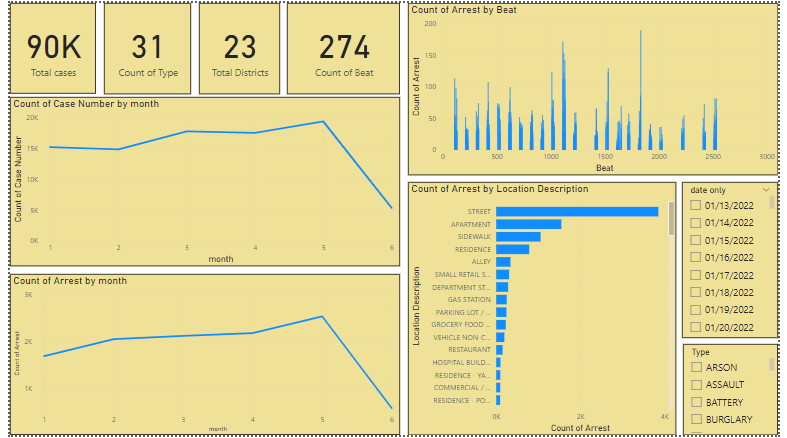 90K
Total cases
31
Count of Type
23
Total Districts
274
Count of Beat
Count of Case Number by month
Count of Case Number
20K
15K
10K
5K
0K
1 2 3 4 5 6
month
Count of Arrest by month
Count of Arrest
3K
2K
1K
1 2 3 4 5 6
month
Count of Arrest by Beat
Count of Arrest
200
150
100
50
0
0 500 1000 1500 2000 2500 3000
Beat
Count of Arrest by Location Description
Location Description
STREET
APARTMENT
SIDEWALK
RESIDENCE
ALLEY
SMALL RETAIL S...
DEPARTMENT ST...
GAS STATION
PARKING LOT / ...
GROCERY FOOD ...
VEHICLE NON-C...
RESTAURANT
HOSPITAL BUILD...
RESIDENCE - YA...
COMMERCIAL / ...
RESIDENCE - PO...
0K 2K 4K
Count of Arrest
date only
01/13/2022
01/14/2022
01/15/2022
01/16/2022
01/17/2022
01/18/2022
01/19/2022
01/20/2022
Type
ARSON
ASSAULT
BATTERY
BURGLARY